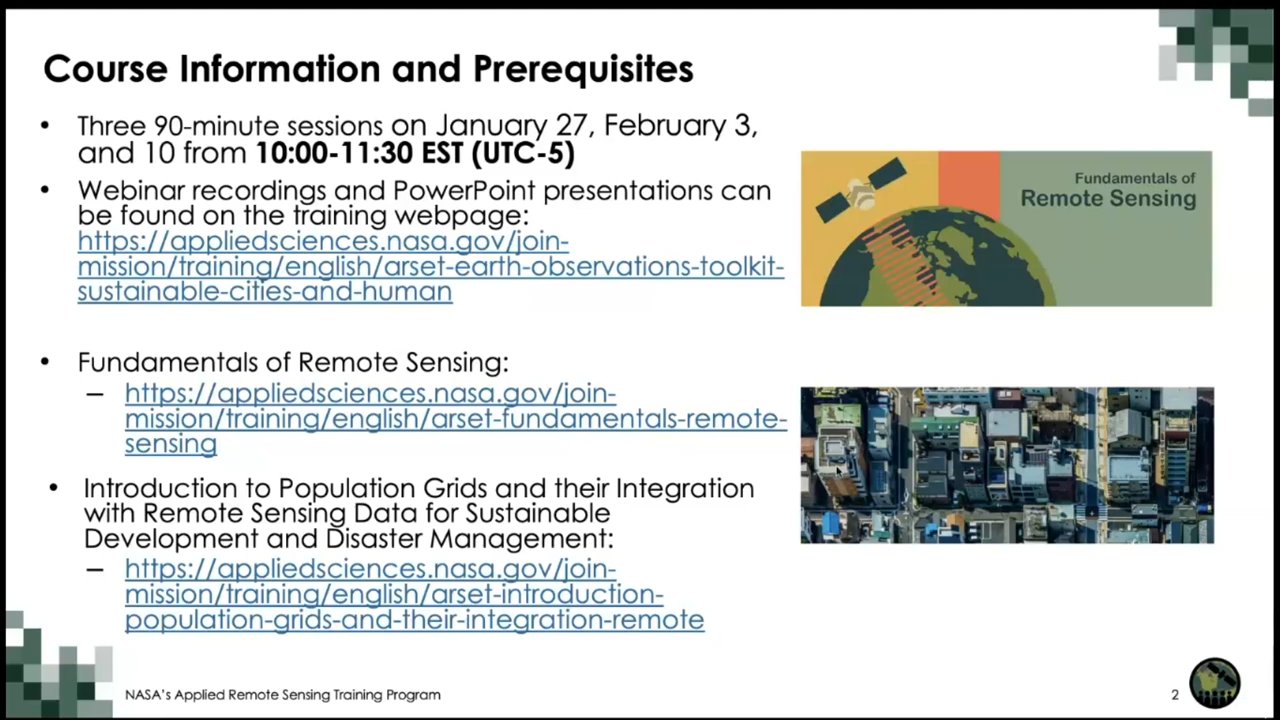 Course Information and Prerequisites
• Three 90-minute sessions on January 27, February 3,
and 10 from 10:00-11:30 EST (UTC-5)
• Webinar recordings and PowerPoint presentations can
be found on the training webpage:
https://appliedsciences.nasa.gov/join-
mission/training/english/arset-earth-observations-toolkit-
sustainable-cities-and-human
Fundamentals of
Remote Sensing
• Fundamentals of Remote Sensing:
– https://appliedsciences.nasa.gov/join-
mission/training/english/arset-fundamentals-remote-
sensing
• Introduction to Population Grids and their Integration
with Remote Sensing Data for Sustainable
Development and Disaster Management:
– https://appliedsciences.nasa.gov/join-
mission/training/english/arset-introduction-
population-grids-and-their-integration-remote
NASA's Applied Remote Sensing Training Program
2